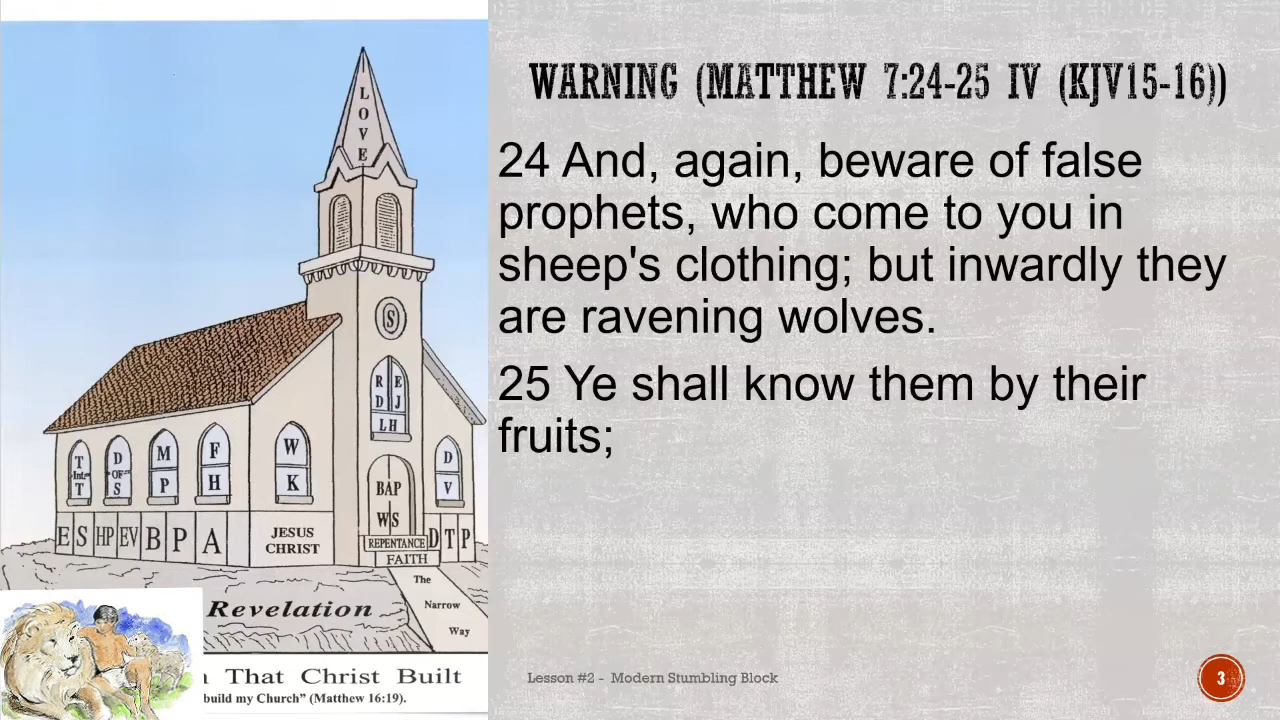 WARNING (MATTHEW 7:24-25 IV (KJV15-16))
24 And, again, beware of false
prophets, who come to you in
sheep's clothing; but inwardly they
are ravening wolves.
25 Ye shall know them by their
fruits;
L
O
V
E
S
R E
D J
LH
T
Int
T
D
OF
S
M
P
F
H
W
K
BAP
WS
D
V
E S HP EV B P A
JESUS
CHRIST
REPENTANCE
FAITH
D T P
The
Narrow
Way
Revelation
That Christ Built
build my Church” (Matthew 16:19).
Lesson #2 - Modern Stumbling Block
3